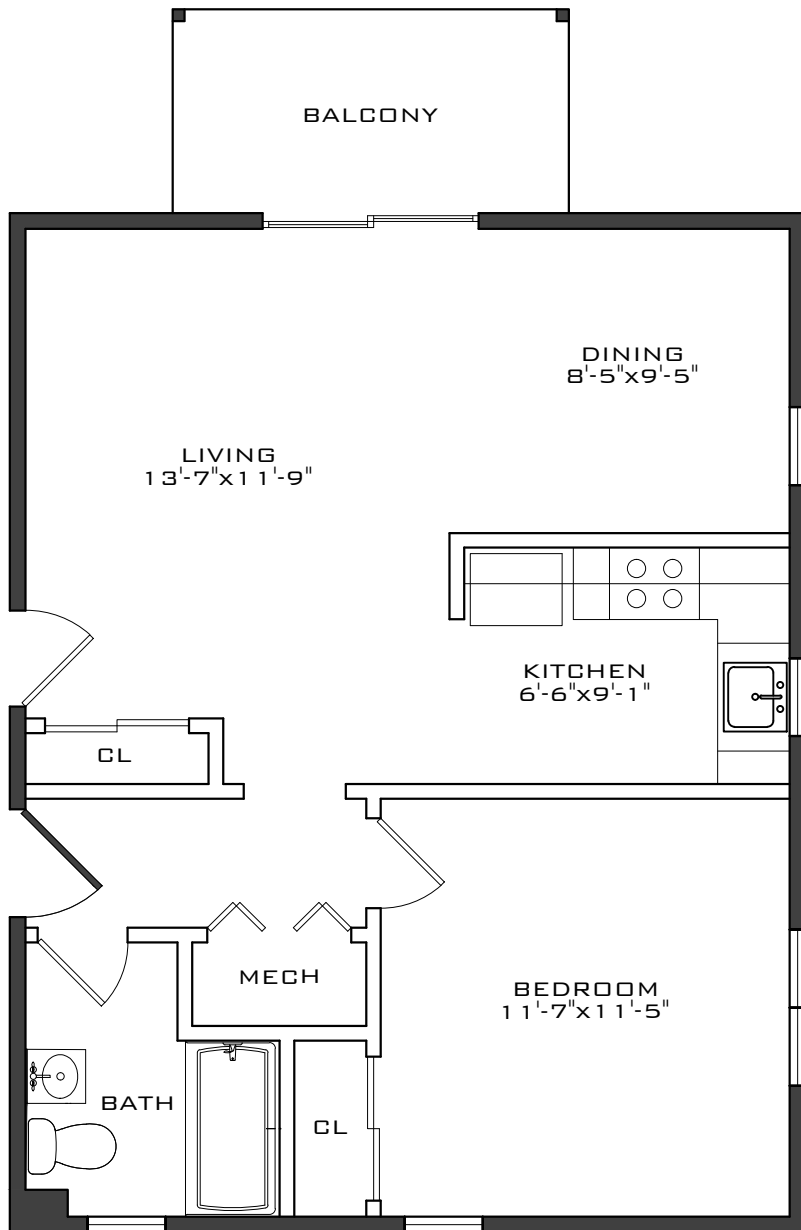 BALCONY
DINING
8'-5"x9'-5"
LIVING
13'-7"x11'-9"
KITCHEN
6'-6"x9'-1"
CL
MECH
BEDROOM
11'-7"x11'-5"
BATH
CL